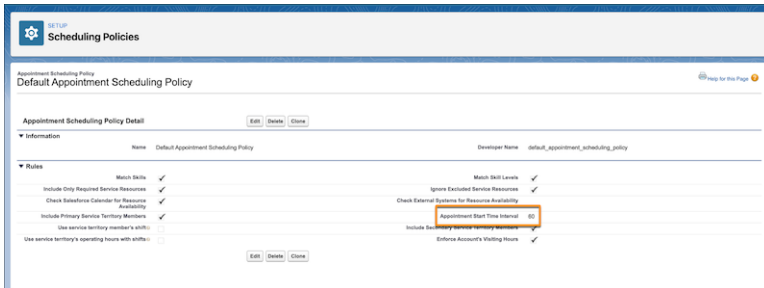 SETUP
Scheduling Policies
Appointment Scheduling Policy
Default Appointment Scheduling Policy
Help for this Page
Appointment Scheduling Policy Detail Edit Delete Clone
Information
Name Default Appointment Scheduling Policy Developer Name default_appointment_scheduling_policy
Rules
Match Skills Match Skill Levels
Include Only Required Service Resources Ignore Excluded Service Resources
Check Salesforce Calendar for Resource Availability Check External Systems for Resource Availability
Include Primary Service Territory Members Appointment Start Time Interval 60
Use service territory member's shifts Include Secondary Service Territory Members
Use service territory's operating hours with shifts Enforce Account's Visiting Hours
Edit Delete Clone